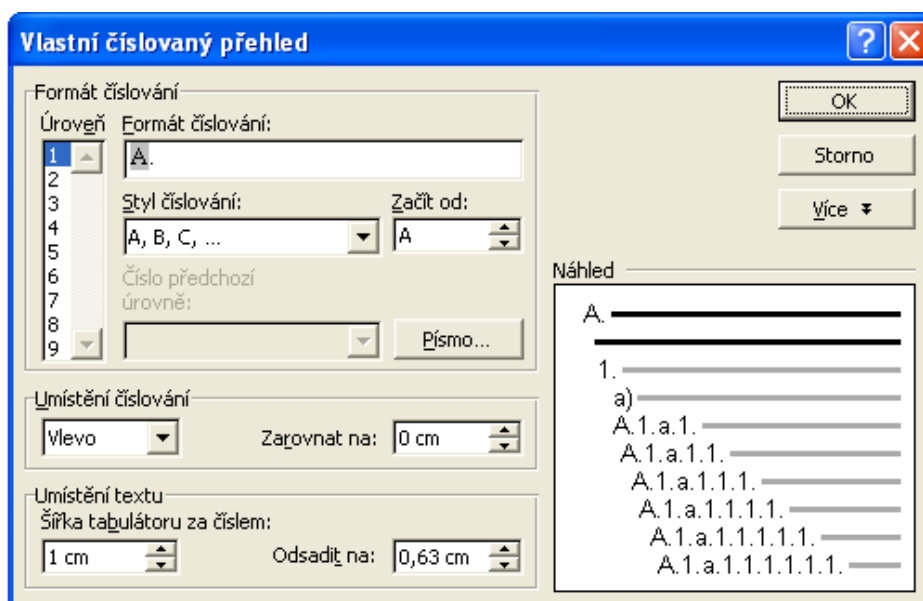 Vlastní číslovaný přehled
Formát číslování
Úroveň
Formát číslování:
1
2
3
4
5
6
7
8
9
A.
Styl číslování:
Začít od:
A, B, C, ...
A
Číslo předchozí
úrovně:
Písmo...
Umístění číslování
Vlevo
Zarovnat na:
0 cm
Umístění textu
Šířka tabulátoru za číslem:
1 cm
Odsadit na:
0,63 cm
OK
Storno
Více
Náhled
A.
1.
a)
A.1.a.1.
A.1.a.1.1.
A.1.a.1.1.1.
A.1.a.1.1.1.1.
A.1.a.1.1.1.1.1.
A.1.a.1.1.1.1.1.1.